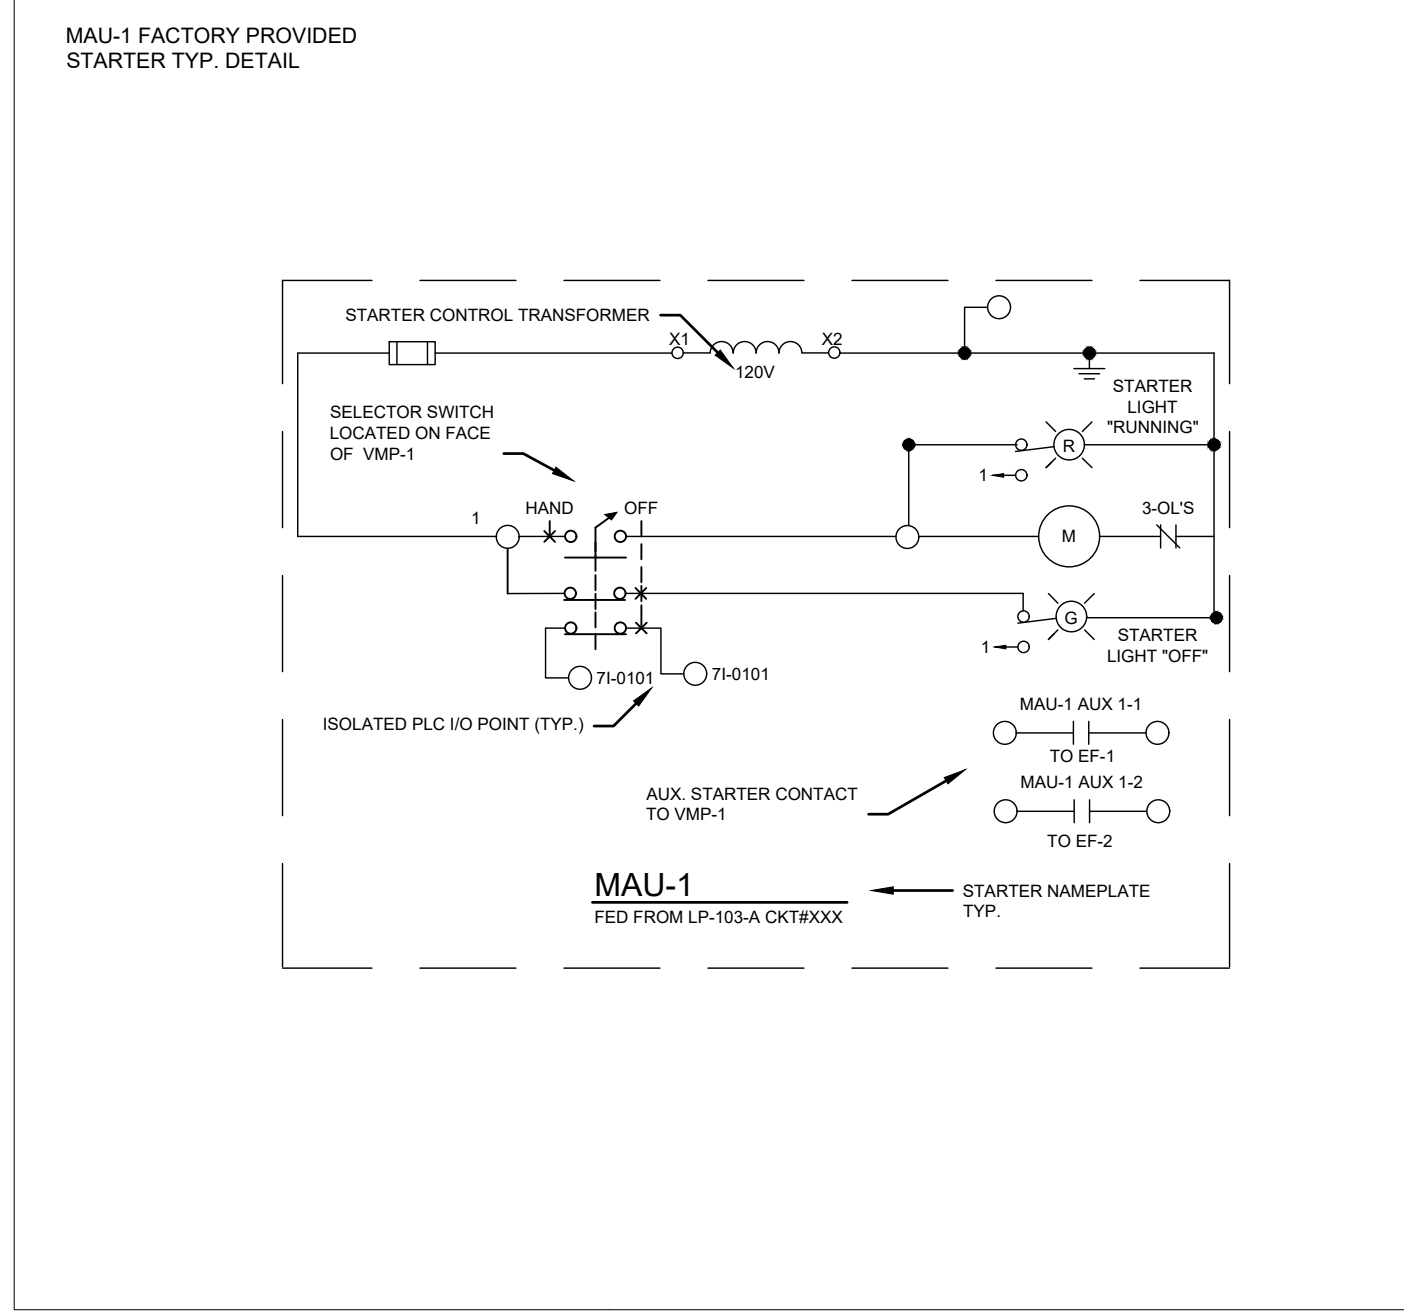 MAU-1 FACTORY PROVIDED
STARTER TYP. DETAIL
STARTER CONTROL TRANSFORMER
X1
X2
120V
STARTER
LIGHT
"RUNNING"
SELECTOR SWITCH
LOCATED ON FACE
OF VMP-1
R
1
HAND
OFF
1
3-OL'S
M
G
1
STARTER
LIGHT "OFF"
7I-0101
7I-0101
ISOLATED PLC I/O POINT (TYP.)
MAU-1 AUX 1-1
TO EF-1
MAU-1 AUX 1-2
TO EF-2
AUX. STARTER CONTACT
TO VMP-1
MAU-1
FED FROM LP-103-A CKT#XXX
STARTER NAMEPLATE
TYP.